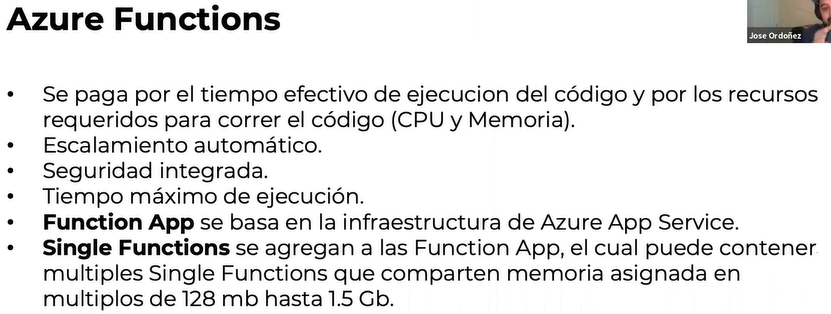 Azure Functions
Jose Ordoñez
• Se paga por el tiempo efectivo de ejecucion del código y por los recursos
requeridos para correr el código (CPU y Memoria).
• Escalamiento automático.
• Seguridad integrada.
• Tiempo máximo de ejecución.
• Function App se basa en la infraestructura de Azure App Service.
• Single Functions se agregan a las Function App, el cual puede contener
multiples Single Functions que comparten memoria asignada en
multiplos de 128 mb hasta 1.5 Gb.